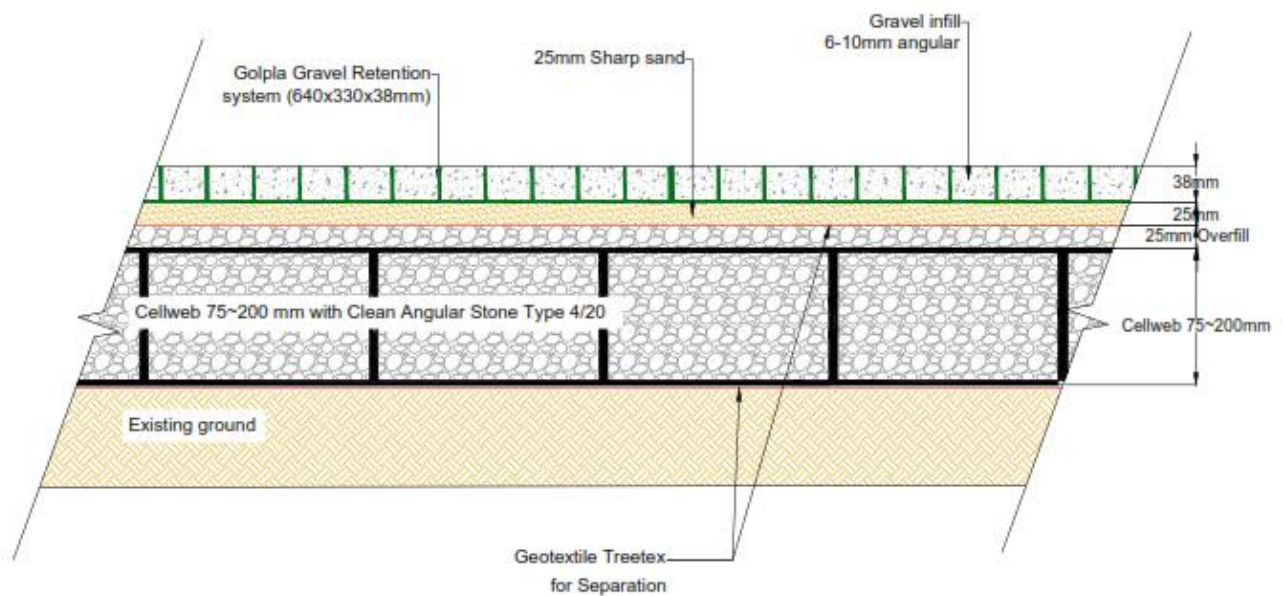 Gravel infill
6-10mm angular
25mm Sharp sand
Golpla Gravel Retention
system (640x330x38mm)
38mm
25mm
25mm Overfill
Cellweb 75~200 mm with Clean Angular Stone Type 4/20
Cellweb 75~200mm
Existing ground
Geotextile Treetex
for Separation